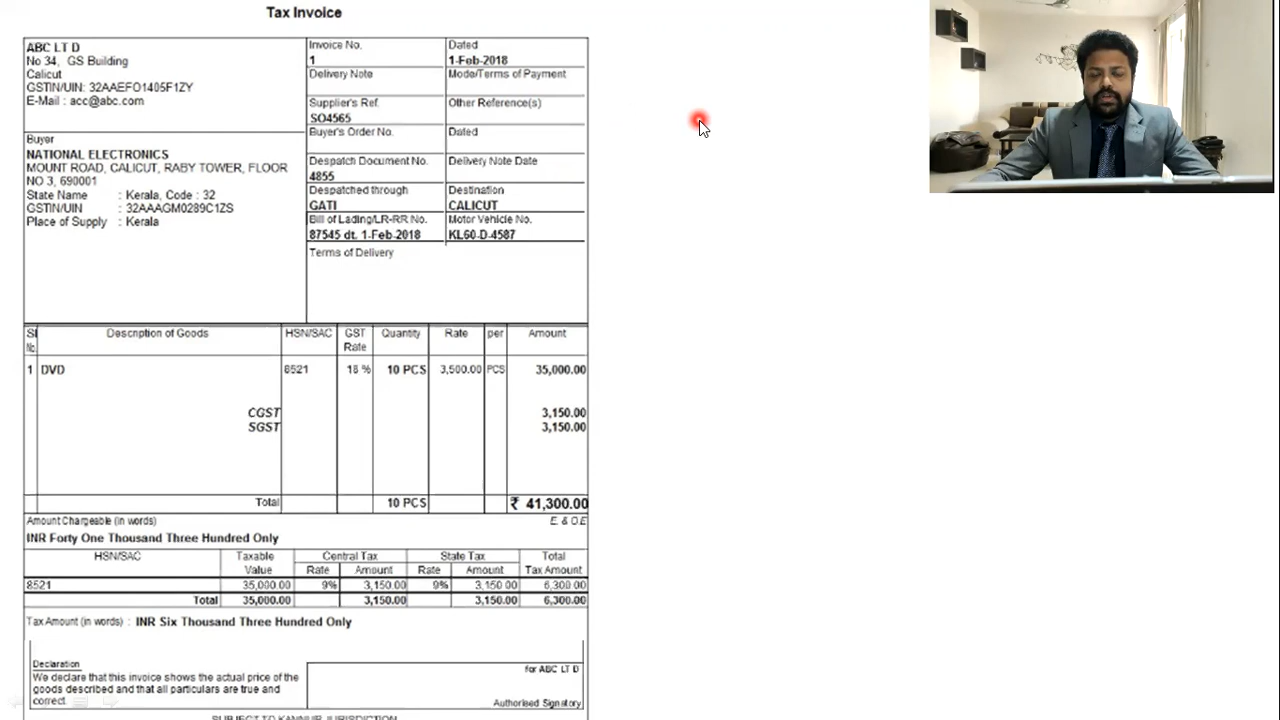 Tax Invoice
ABC LT D
No 34, GS Building
Calicut
GSTIN/UIN: 32AAEFO1405F1ZY
E-Mail : acc@abc.com
Invoice No.
1
Dated
1-Feb-2018
Delivery Note
Mode/Terms of Payment
Supplier's Ref.
SO4565
Other Reference(s)
Buyer
NATIONAL ELECTRONICS
MOUNT ROAD, CALICUT, RABY TOWER, FLOOR
NO 3, 690001
State Name : Kerala, Code : 32
GSTIN/UIN : 32AAAGM0289C1ZS
Place of Supply : Kerala
Buyer's Order No.
Dated
Despatch Document No.
4855
Delivery Note Date
Despatched through
GATI
Destination
CALICUT
Bill of Lading/LR-RR No.
87545 dt. 1-Feb-2018
Motor Vehicle No.
KL60-D-4587
Terms of Delivery
Sl No. Description of Goods HSN/SAC GST Rate Quantity Rate per Amount
1 DVD 8521 18 % 10 PCS 3,500.00 PCS 35,000.00
CGST 3,150.00
SGST 3,150.00
Total 10 PCS ₹ 41,300.00
Amount Chargeable (in words) E. & O.E
INR Forty One Thousand Three Hundred Only
HSN/SAC Taxable Value Central Tax State Tax Total Tax Amount
Rate Amount Rate Amount
8521 35,000.00 9% 3,150.00 9% 3,150.00 6,300.00
Total 35,000.00 3,150.00 3,150.00 6,300.00
Tax Amount (in words) : INR Six Thousand Three Hundred Only
Declaration
We declare that this invoice shows the actual price of the
goods described and that all particulars are true and
correct.
for ABC LT D
Authorised Signatory
SUBJECT TO KANNUR JURISDICTION